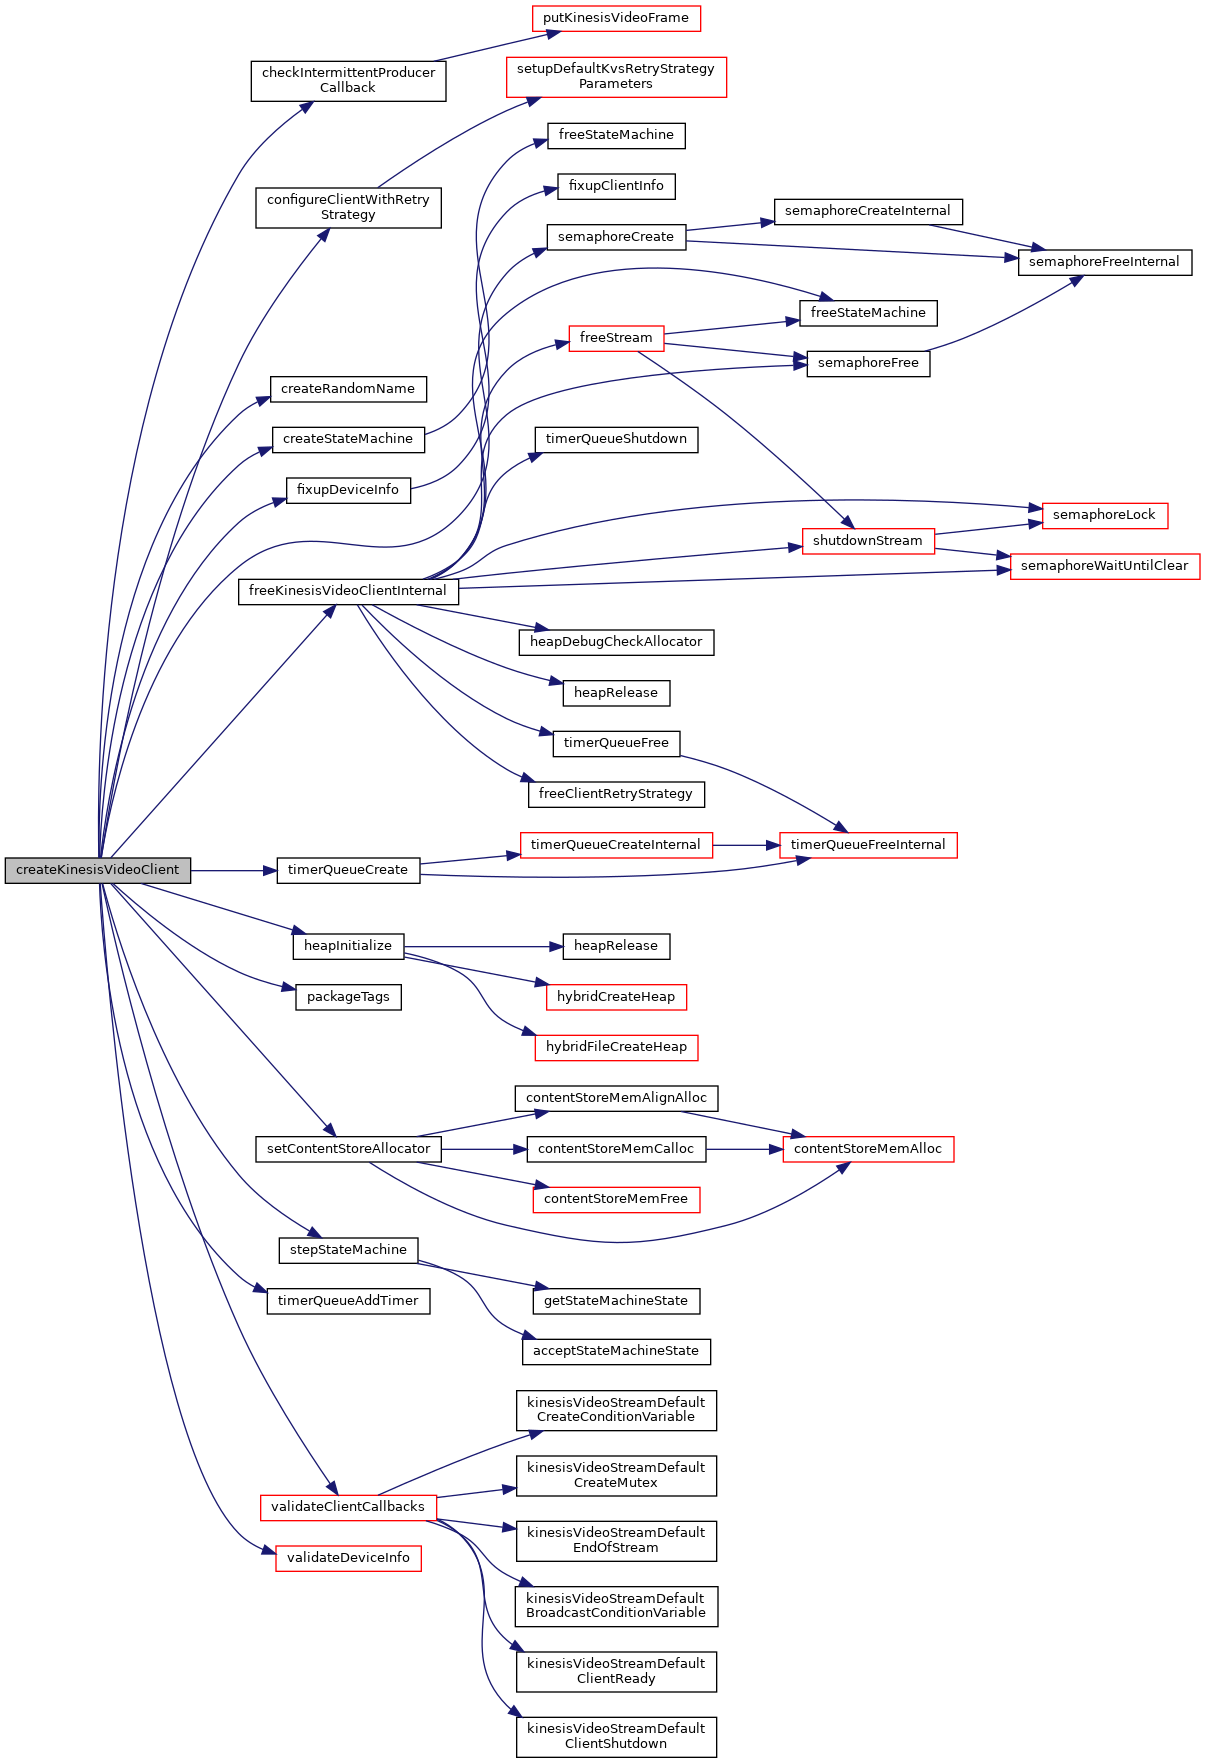 putKinesisVideoFrame
checkIntermittentProducer
Callback
setupDefaultKvsRetryStrategy
Parameters
freeStateMachine
fixupClientInfo
configureClientWithRetry
Strategy
semaphoreCreateInternal
semaphoreCreate
semaphoreFreeInternal
freeStateMachine
freeStream
semaphoreFree
createRandomName
createStateMachine
timerQueueShutdown
fixupDeviceInfo
semaphoreLock
shutdownStream
semaphoreWaitUntilClear
freeKinesisVideoClientInternal
heapDebugCheckAllocator
heapRelease
timerQueueFree
freeClientRetryStrategy
timerQueueCreateInternal
timerQueueFreeInternal
createKinesisVideoClient
timerQueueCreate
heapInitialize
heapRelease
packageTags
hybridCreateHeap
hybridFileCreateHeap
contentStoreMemAlignAlloc
setContentStoreAllocator
contentStoreMemCalloc
contentStoreMemAlloc
contentStoreMemFree
stepStateMachine
timerQueueAddTimer
getStateMachineState
acceptStateMachineState
kinesisVideoStreamDefault
CreateConditionVariable
kinesisVideoStreamDefault
CreateMutex
validateClientCallbacks
kinesisVideoStreamDefault
EndOfStream
validateDeviceInfo
kinesisVideoStreamDefault
BroadcastConditionVariable
kinesisVideoStreamDefault
ClientReady
kinesisVideoStreamDefault
ClientShutdown